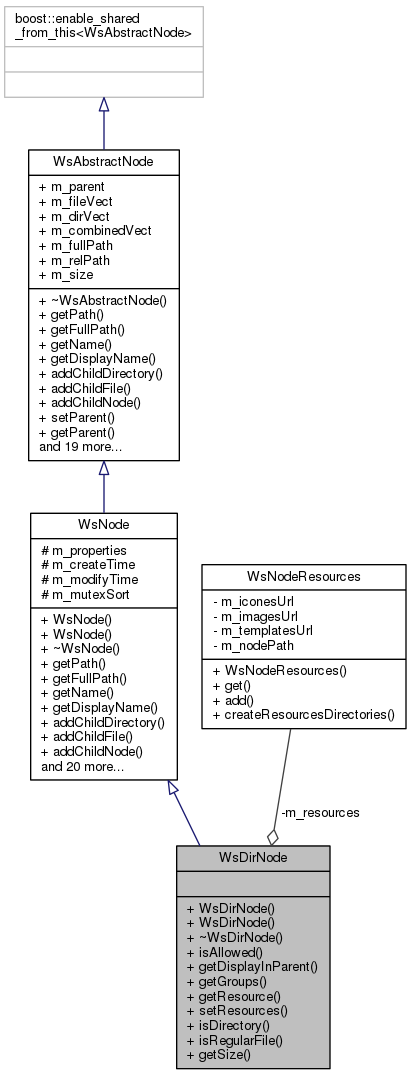 boost::enable_shared
_from_this<WsAbstractNode>
WsAbstractNode
+ m_parent
+ m_fileVect
+ m_dirVect
+ m_combinedVect
+ m_fullPath
+ m_relPath
+ m_size
+ ~WsAbstractNode()
+ getPath()
+ getFullPath()
+ getName()
+ getDisplayName()
+ addChildDirectory()
+ addChildFile()
+ addChildNode()
+ setParent()
+ getParent()
and 19 more...
WsNode
# m_properties
# m_createTime
# m_modifyTime
# m_mutexSort
+ WsNode()
+ WsNode()
+ ~WsNode()
+ getPath()
+ getFullPath()
+ getName()
+ getDisplayName()
+ addChildDirectory()
+ addChildFile()
+ addChildNode()
and 20 more...
WsNodeResources
- m_iconesUrl
- m_imagesUrl
- m_templatesUrl
- m_nodePath
+ WsNodeResources()
+ get()
+ add()
+ createResourcesDirectories()
-m_resources
WsDirNode
+ WsDirNode()
+ WsDirNode()
+ ~WsDirNode()
+ isAllowed()
+ getDisplayInParent()
+ getGroups()
+ getResource()
+ setResources()
+ isDirectory()
+ isRegularFile()
+ getSize()